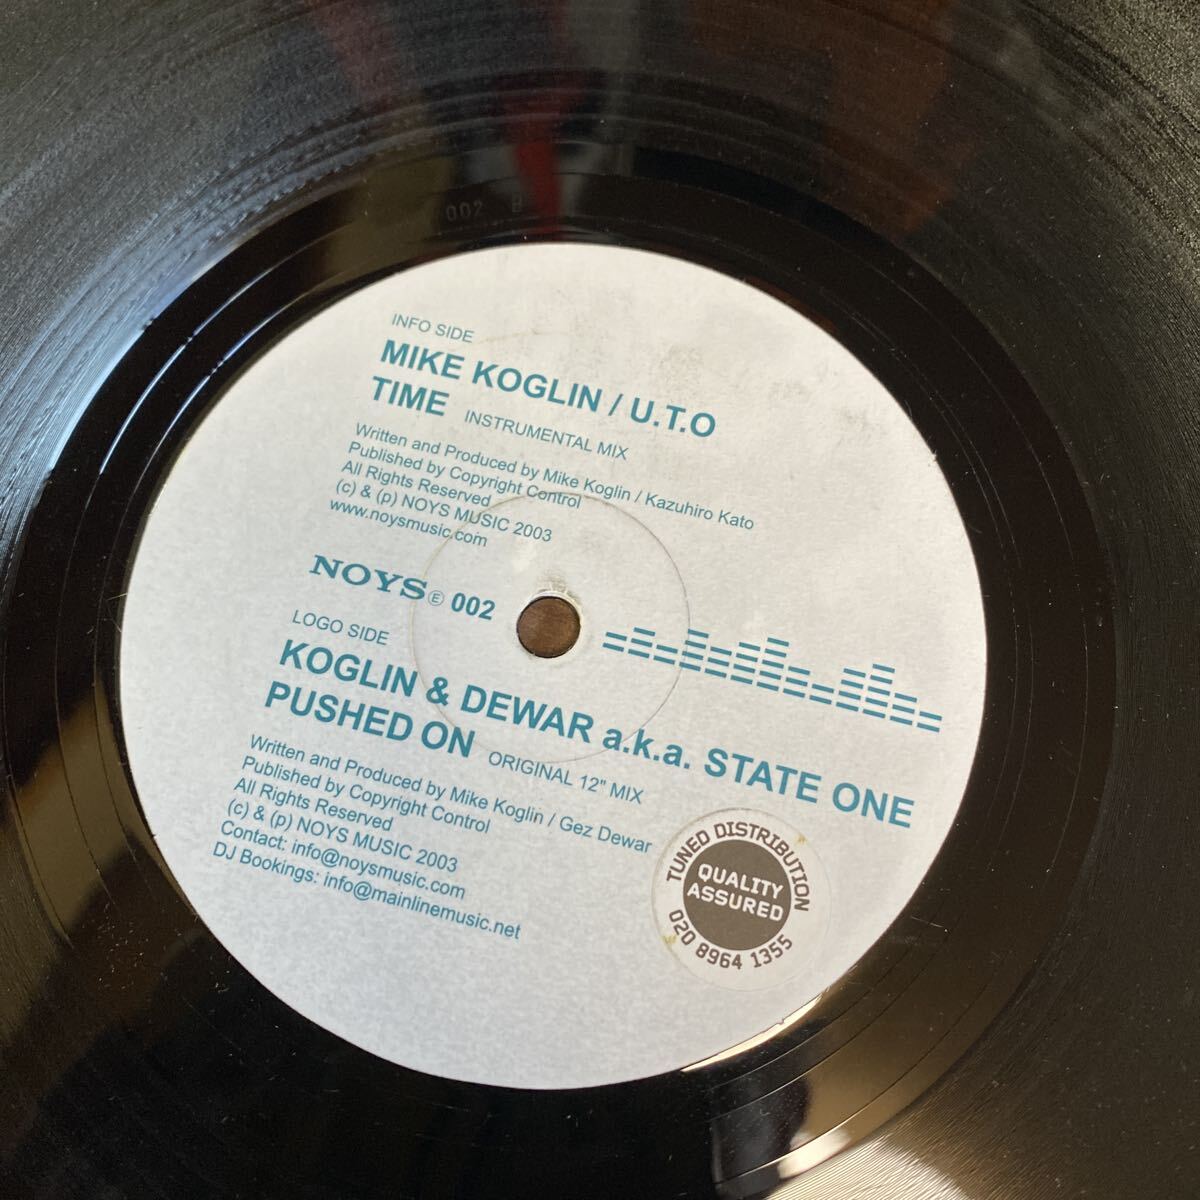 002 B
INFO SIDE
MIKE KOGLIN / U.T.O
TIME INSTRUMENTAL MIX
Written and Produced by Mike Koglin / Kazuhiro Kato
Published by Copyright Control
All Rights Reserved
(c) & (p) NOYS MUSIC 2003
www.noysmusic.com
NOYS Ⓔ 002
LOGO SIDE
KOGLIN & DEWAR a.k.a. STATE ONE
PUSHED ON ORIGINAL 12" MIX
Written and Produced by Mike Koglin / Gez Dewar
Published by Copyright Control
All Rights Reserved
(c) & (p) NOYS MUSIC 2003
Contact: info@noysmusic.com
DJ Bookings: info@mainlinemusic.net
TUNED DISTRIBUTION
QUALITY
ASSURED
020 8964 1355